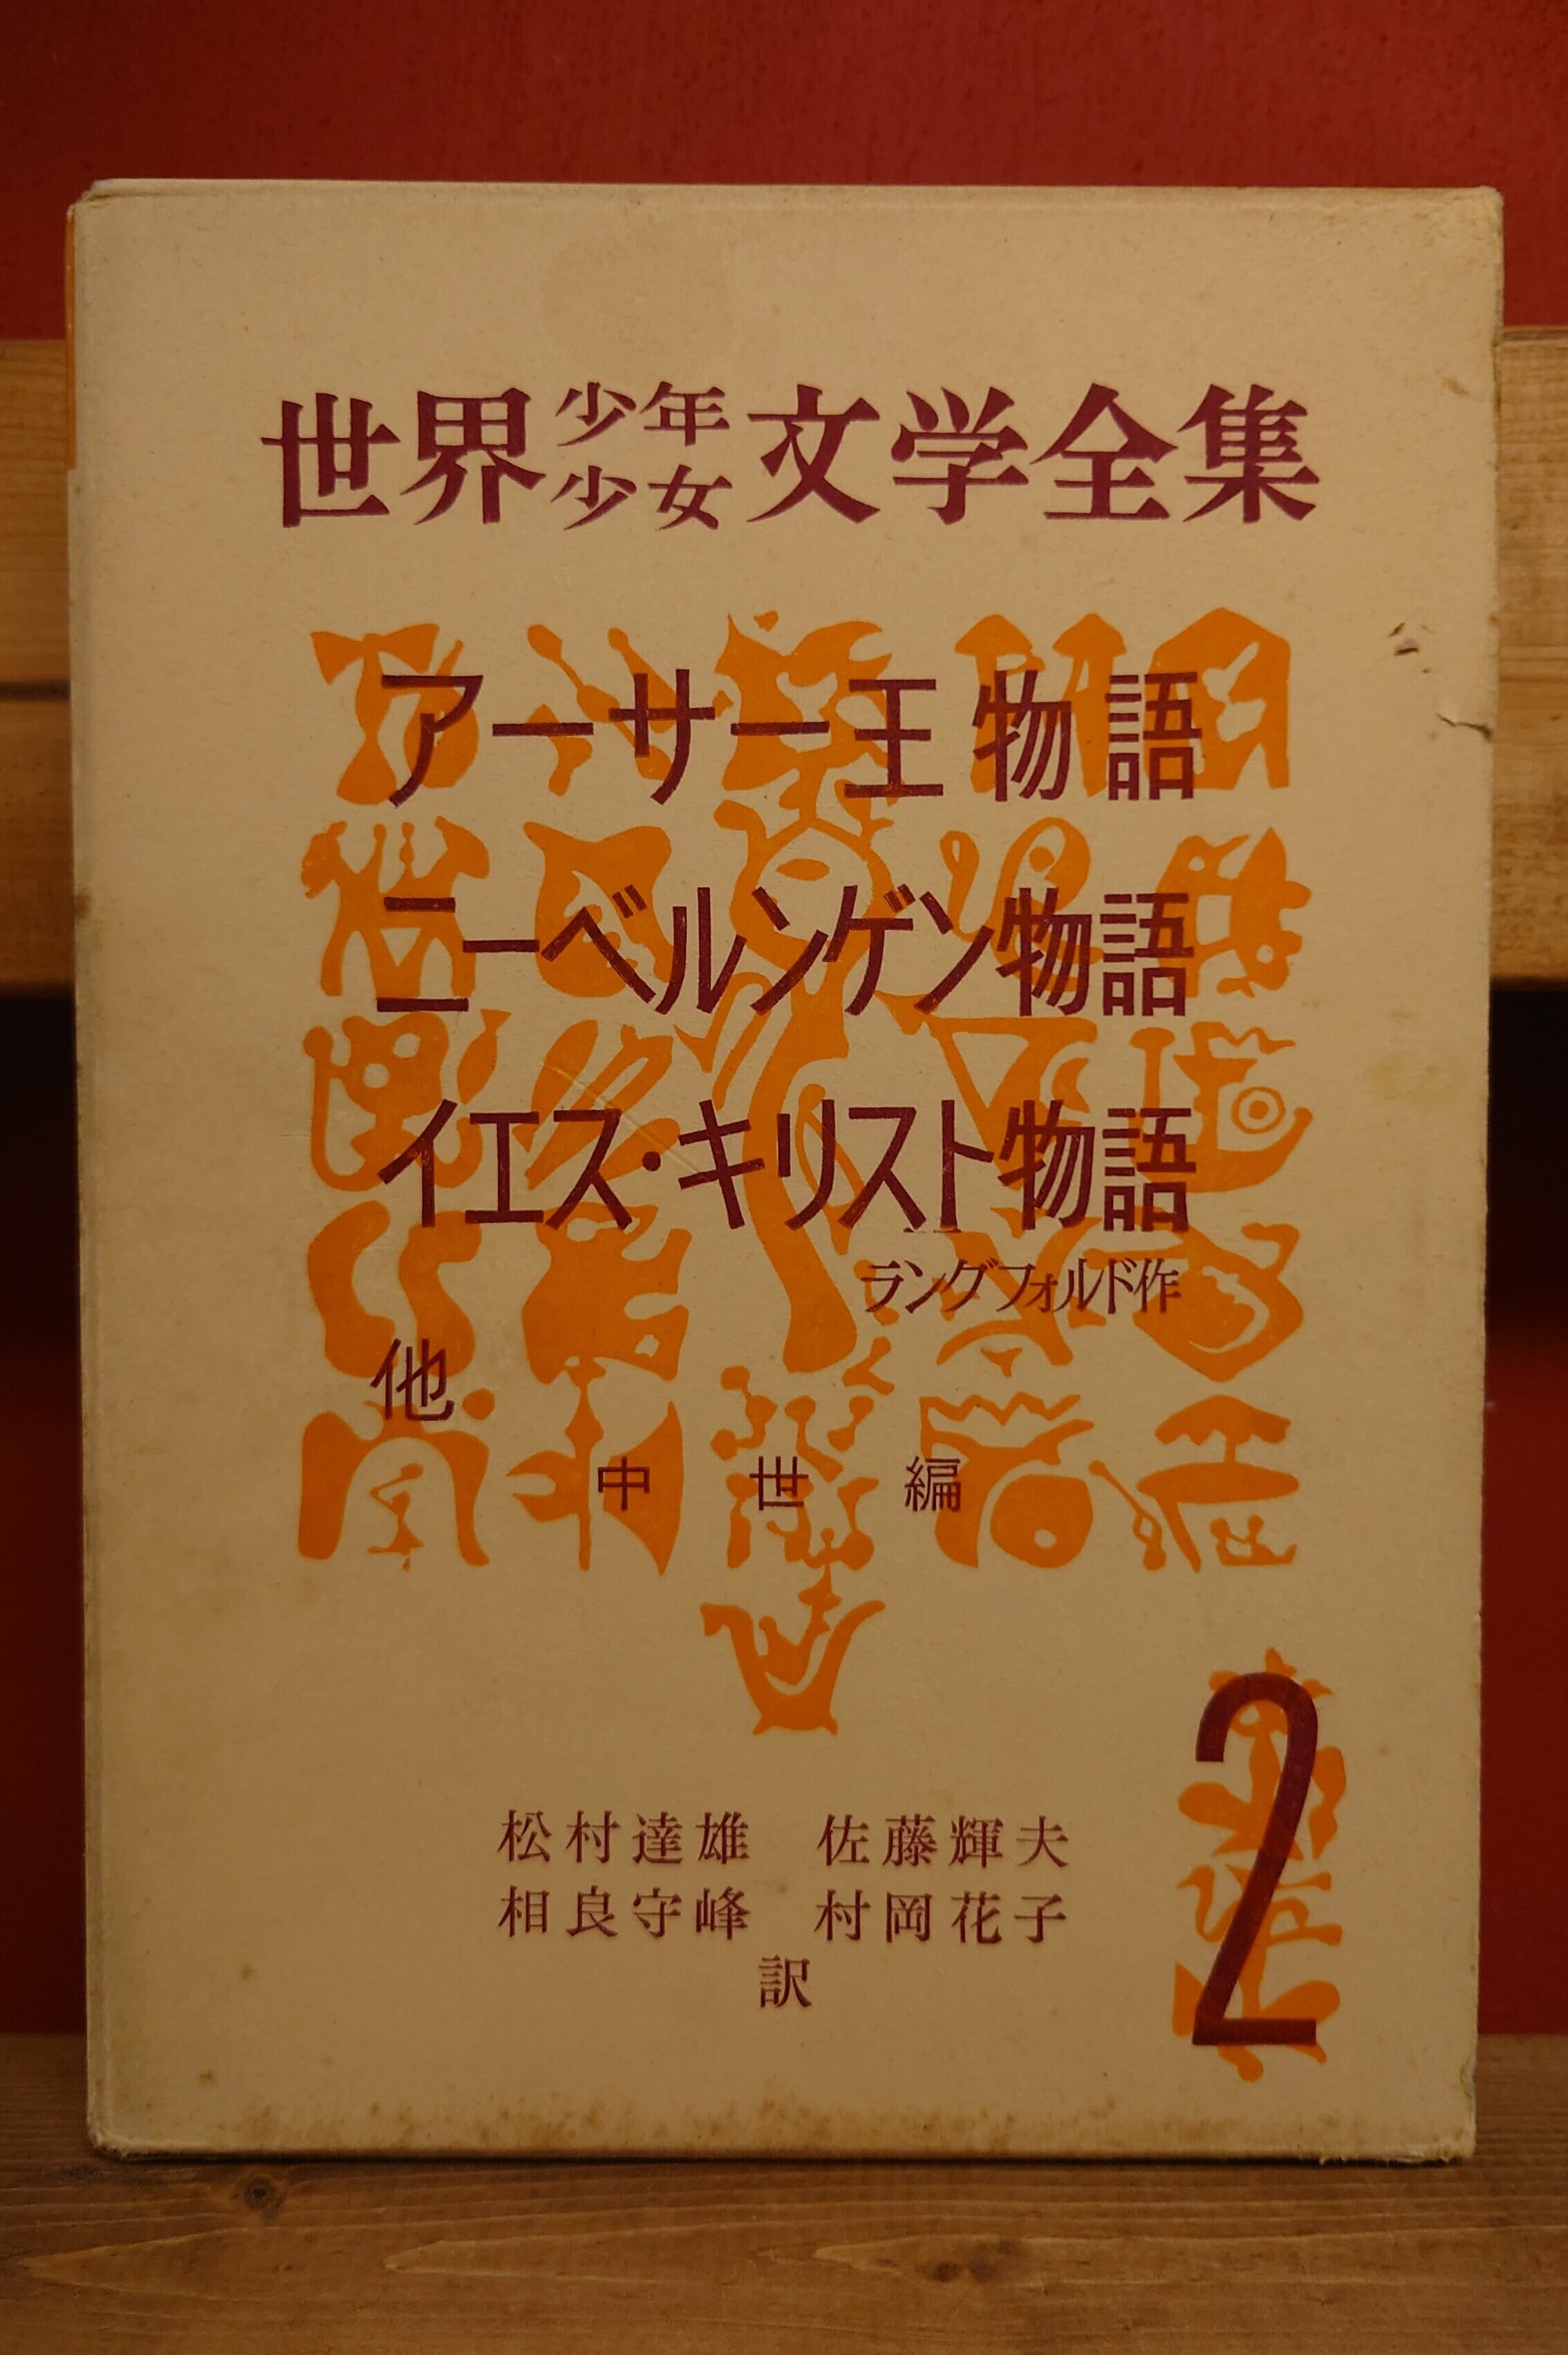 世界少年少女文学全集
アーサー王物語
ニーベルンゲン物語
イエス・キリスト物語
ラングフォルド作
他
中世編
2
松村達雄 佐藤輝夫
相良守峰 村岡花子
訳